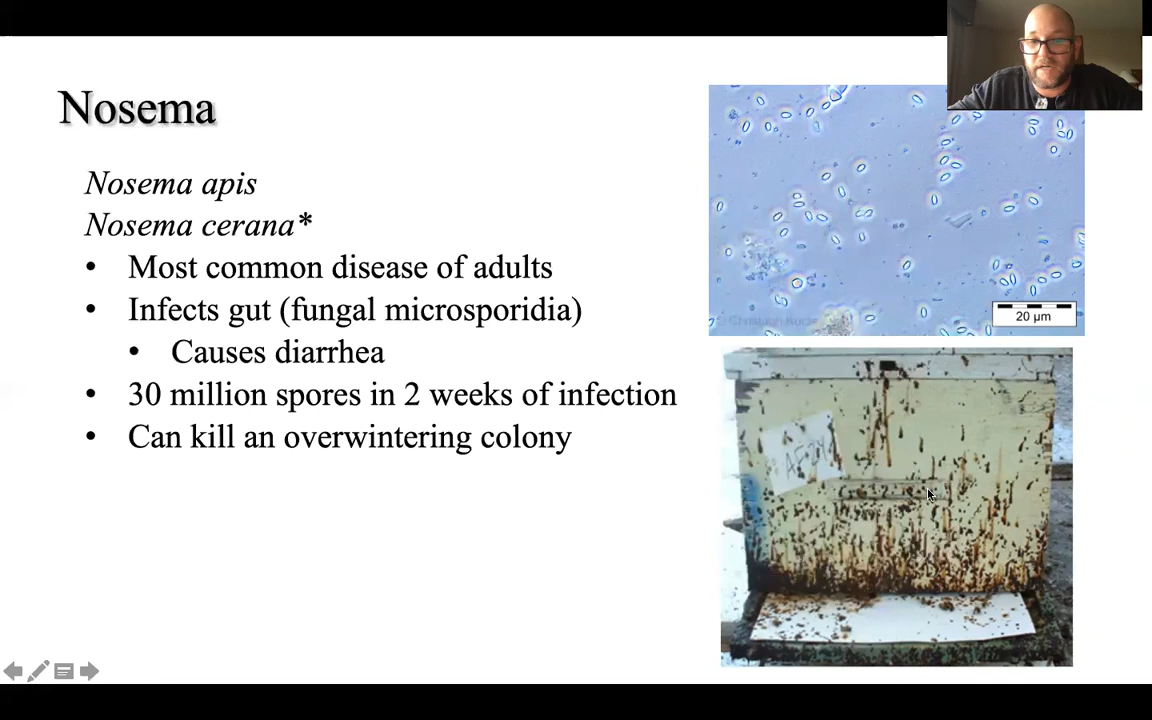 Nosema
Nosema apis
Nosema cerana*
• Most common disease of adults
• Infects gut (fungal microsporidia)
• Causes diarrhea
• 30 million spores in 2 weeks of infection
• Can kill an overwintering colony
20 µm